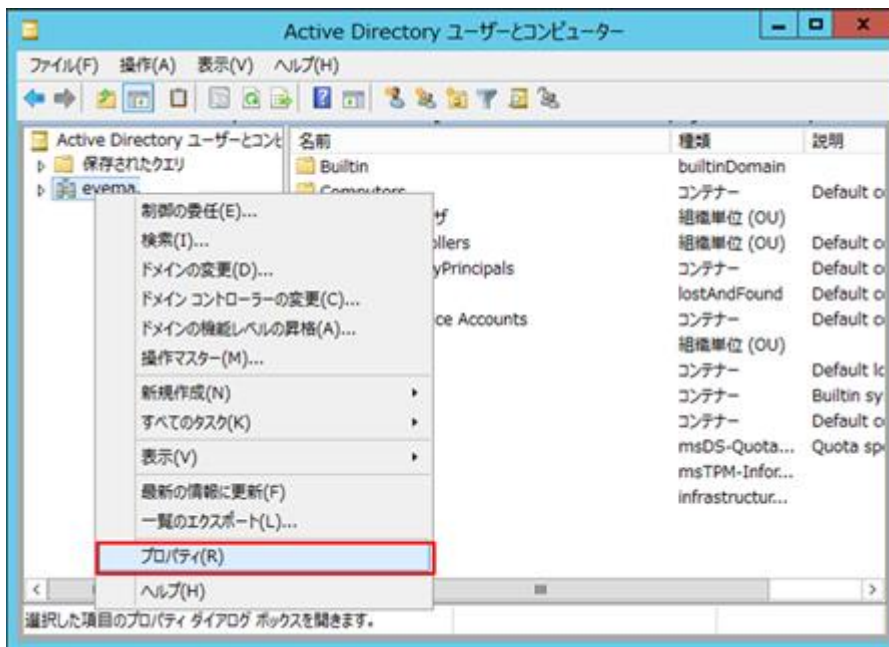 Active Directory ユーザーとコンピューター
ファイル(F) 操作(A) 表示(V) ヘルプ(H)
Active Directory ユーザーとコンピ
保存されたクエリ
evema.
名前 種類 説明
Builtin builtinDomain
Computers コンテナー Default c
ザ 組織単位 (OU)
ollers 組織単位 (OU) Default c
yPrincipals コンテナー Default c
lostAndFound Default c
ce Accounts コンテナー Default c
組織単位 (OU)
コンテナー Default lc
コンテナー Builtin sy
コンテナー Default c
msDS-Quota... Quota sp
msTPM-Infor...
infrastructur...
制御の委任(E)...
検索(I)...
ドメインの変更(D)...
ドメイン コントローラーの変更(C)...
ドメインの機能レベルの昇格(A)...
操作マスター(M)...
新規作成(N)
すべてのタスク(K)
表示(V)
最新の情報に更新(F)
一覧のエクスポート(L)...
プロパティ(R)
ヘルプ(H)
選択した項目のプロパティ ダイアログ ボックスを開きます。